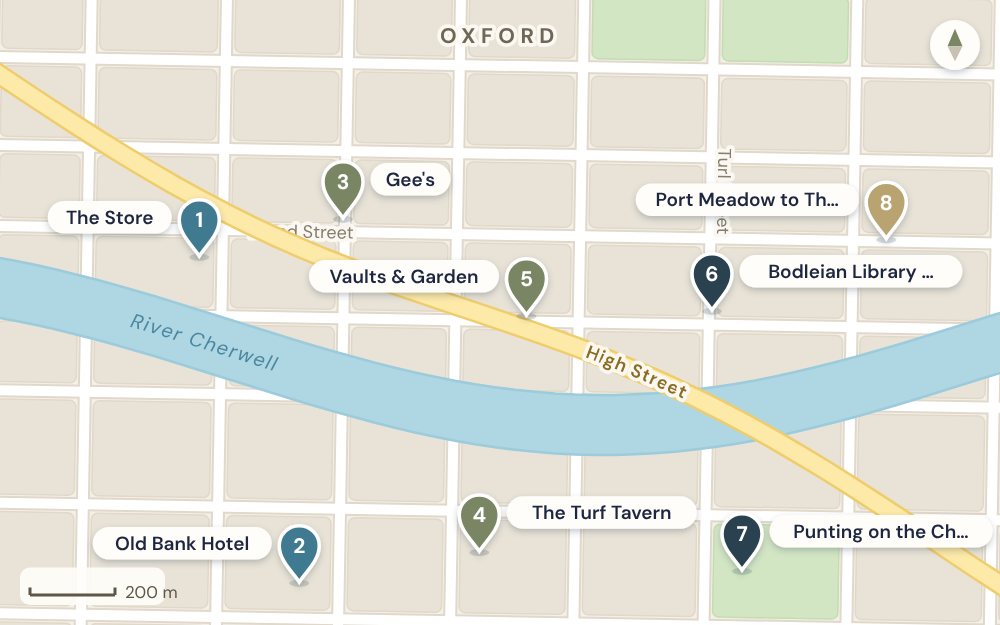 OXFORD
Turl
3
Gee's
Port Meadow to Th...
8
The Store
1
Street
Vaults & Garden
5
6
Bodleian Library ...
River Cherwell
High Street
4
The Turf Tavern
7
Punting on the Ch...
Old Bank Hotel
2
200 m